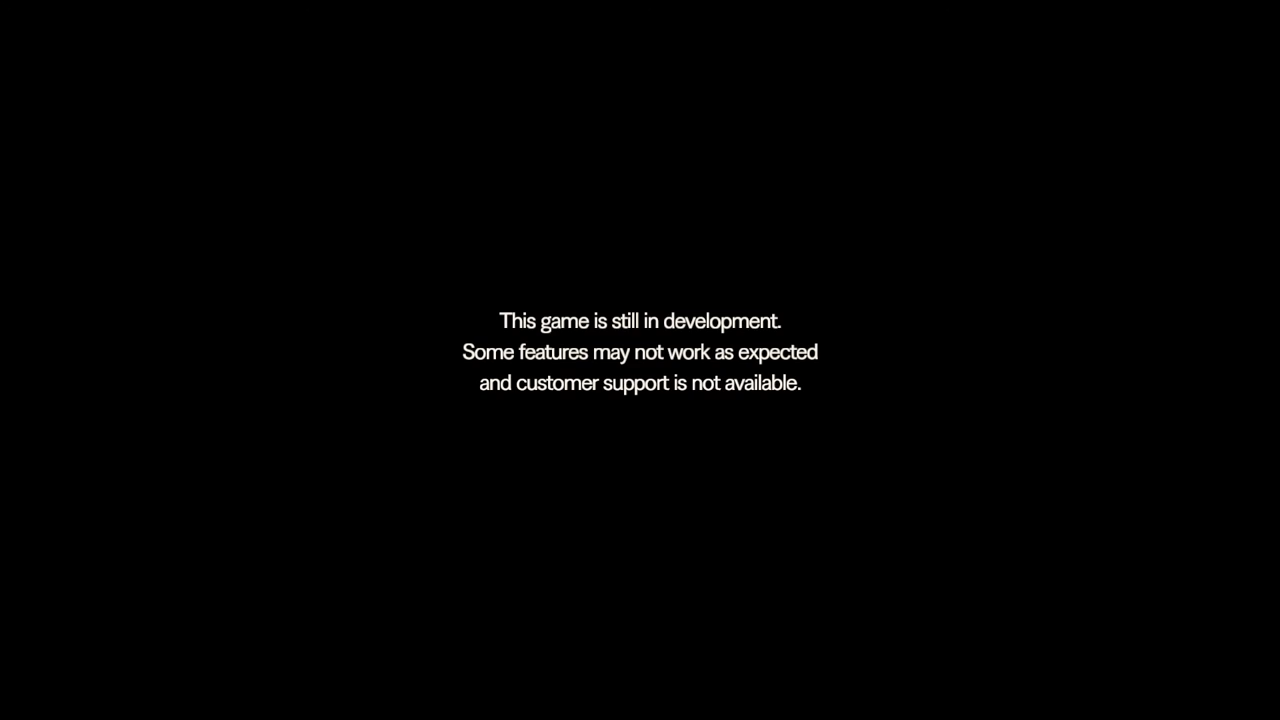 This game is still in development.
Some features may not work as expected
and customer support is not available.